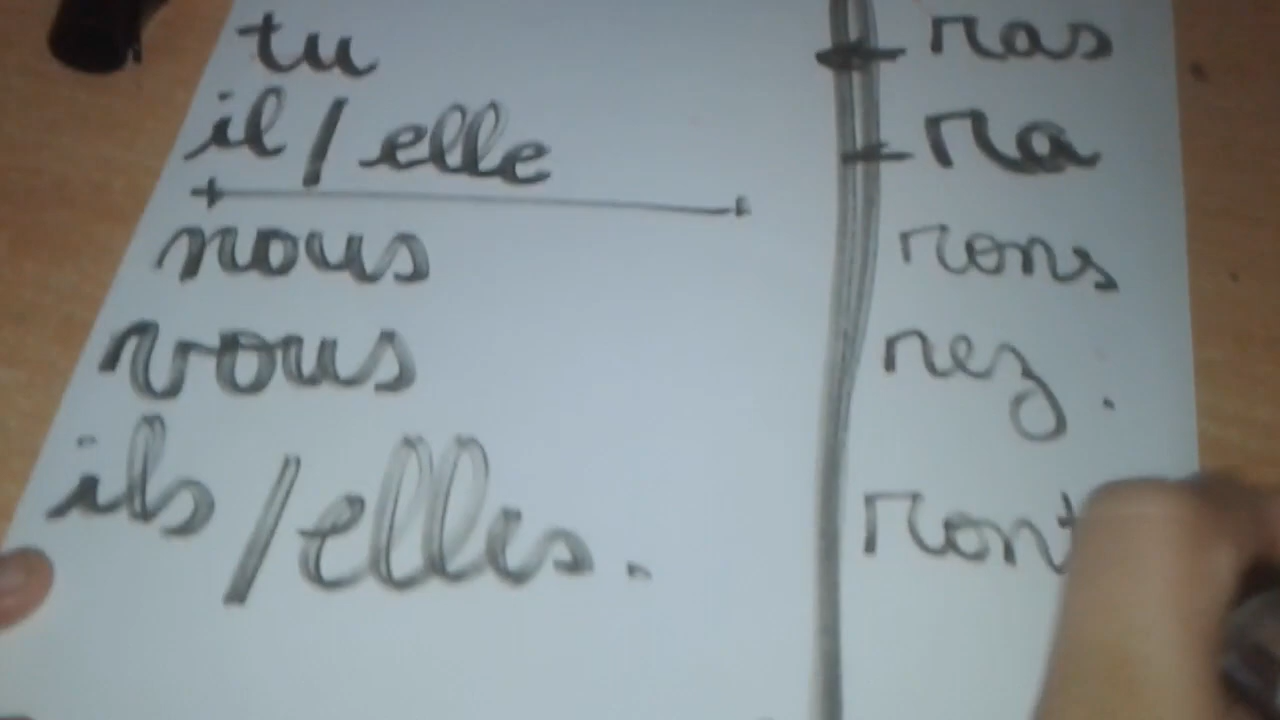 tu ras
il/elle ra
nous rons
vous rez.
ils/elles. ront